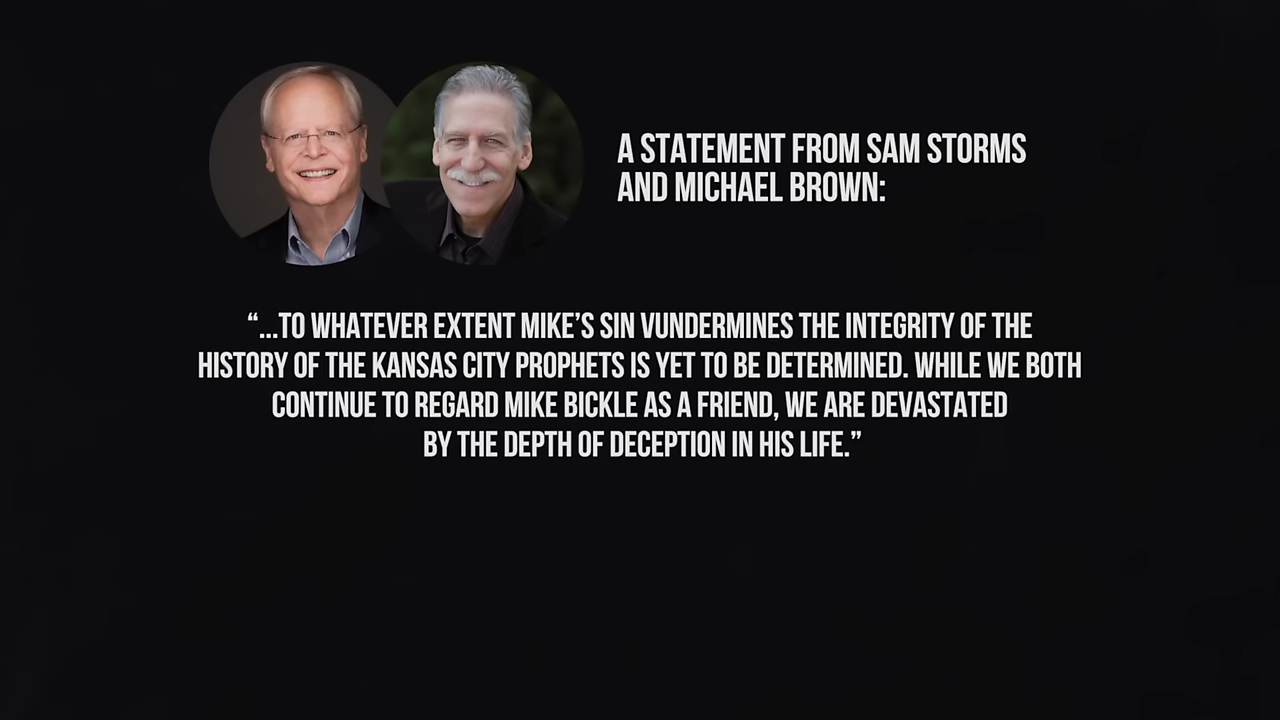 A STATEMENT FROM SAM STORMS
AND MICHAEL BROWN:
“...TO WHATEVER EXTENT MIKE’S SIN VUNDERMINES THE INTEGRITY OF THE
HISTORY OF THE KANSAS CITY PROPHETS IS YET TO BE DETERMINED. WHILE WE BOTH
CONTINUE TO REGARD MIKE BICKLE AS A FRIEND, WE ARE DEVASTATED
BY THE DEPTH OF DECEPTION IN HIS LIFE.”